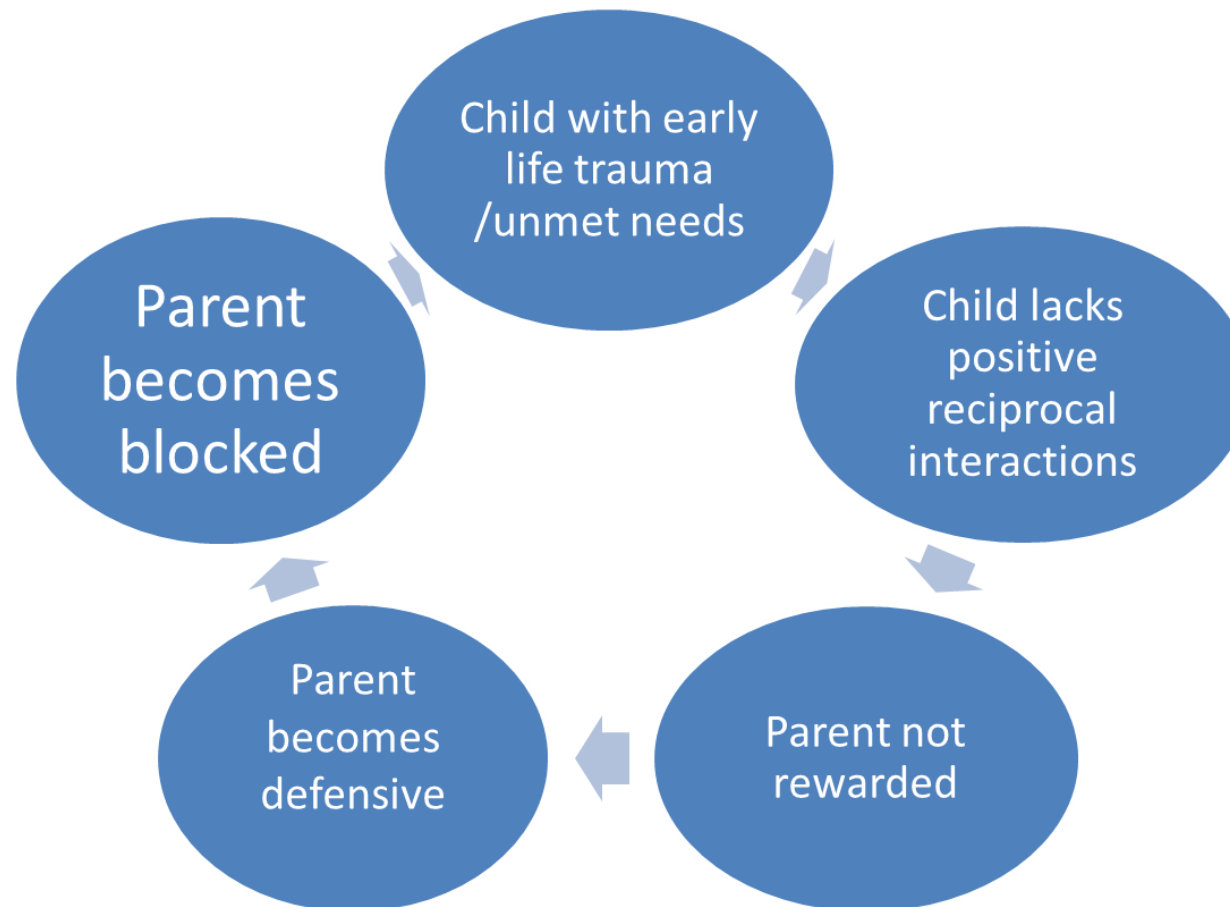 Child with early
life trauma
/unmet needs
Child lacks
positive
reciprocal
interactions
Parent not
rewarded
Parent
becomes
defensive
Parent
becomes
blocked